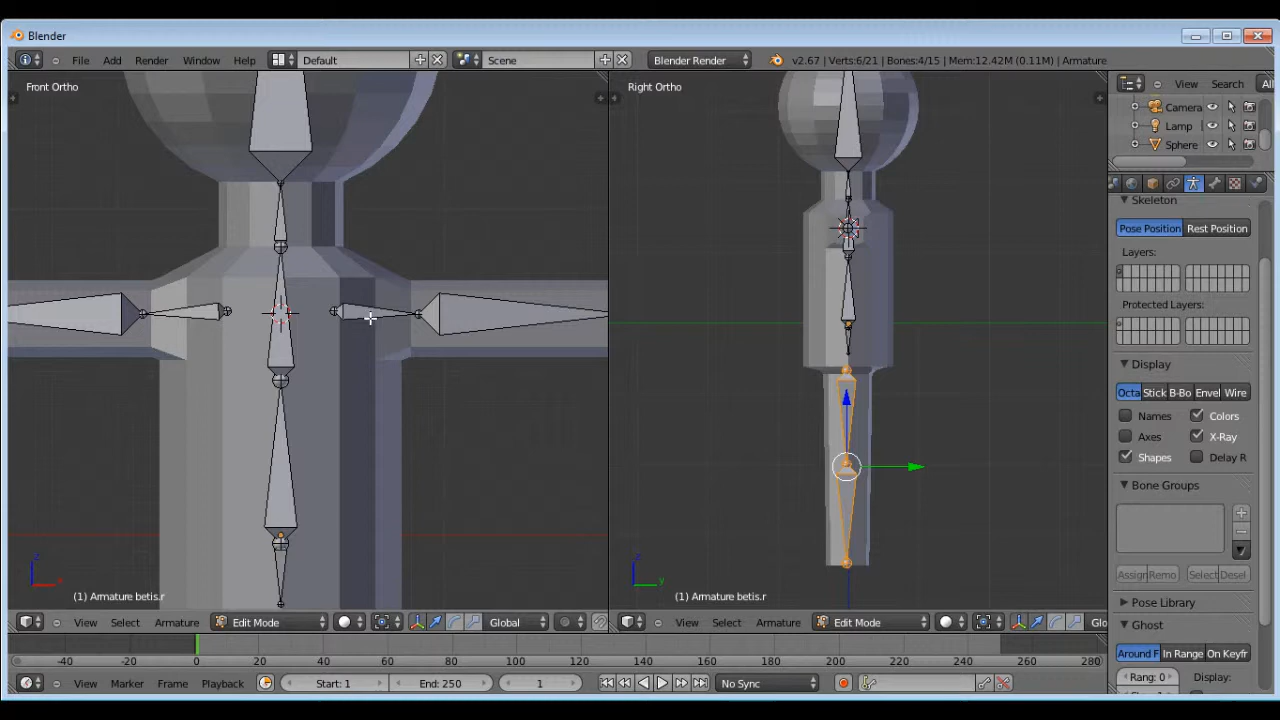 Blender
File Add Render Window Help Default Scene Blender Render v2.67 | Verts:6/21 | Bones:4/15 | Mem:12.42M (0.11M) | Armature
Front Ortho
Right Ortho
View Search All
Camera
Lamp
Sphere
Skeleton
Pose Position Rest Position
Layers:
Protected Layers:
Display
Octa Stick B-Bo Envel Wire
Names Colors
Axes X-Ray
Shapes Delay R
Bone Groups
Assign Remo Select Desel
Pose Library
Ghost
Around F In Range On Keyfr
Rang: 0 Display:
z
x
z
y
(1) Armature betis.r
(1) Armature betis.r
View Select Armature Edit Mode Global
View Select Armature Edit Mode Glo
-40 -20 0 20 40 60 80 100 120 140 160 180 200 220 240 260 280
View Marker Frame Playback Start: 1 End: 250 1 No Sync